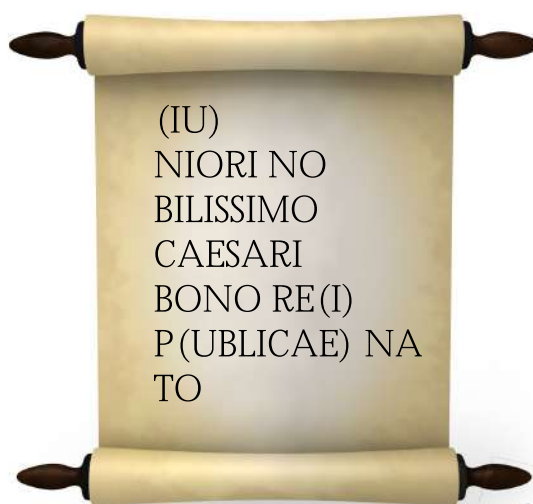 (IU)
NIORI NO
BILISSIMO
CAESARI
BONO RE(I)
P(UBLICAE) NA
TO